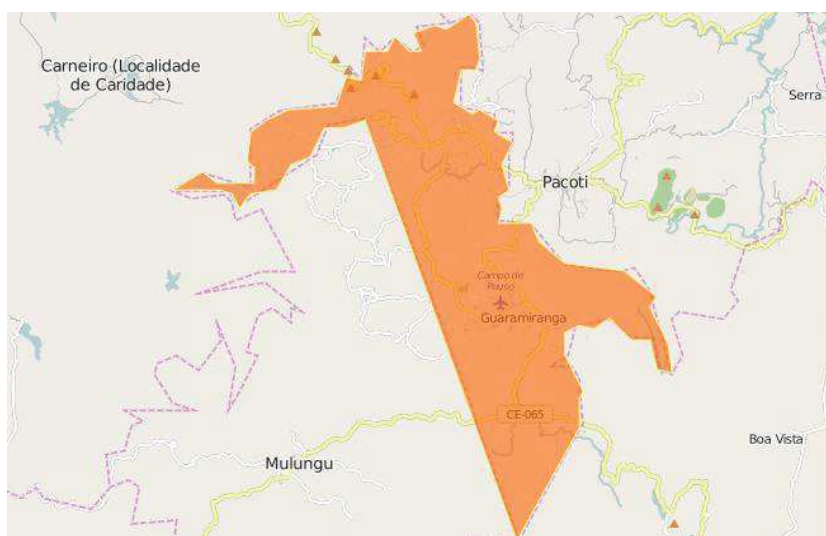 Carneiro (Localidade
de Caridade)
Serra
Pacoti
Campo de
Pouso
Guaramiranga
CE-065
Boa Vista
Mulungu